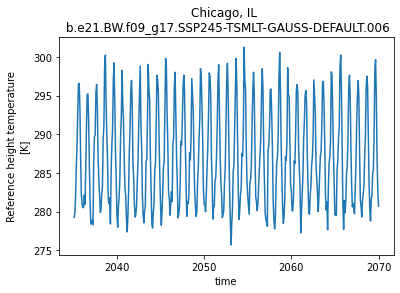 Chicago, IL
b.e21.BW.f09_g17.SSP245-TSMLT-GAUSS-DEFAULT.006
Reference height temperature
[K]
300
295
290
285
280
275
2040
2050
2060
2070
time